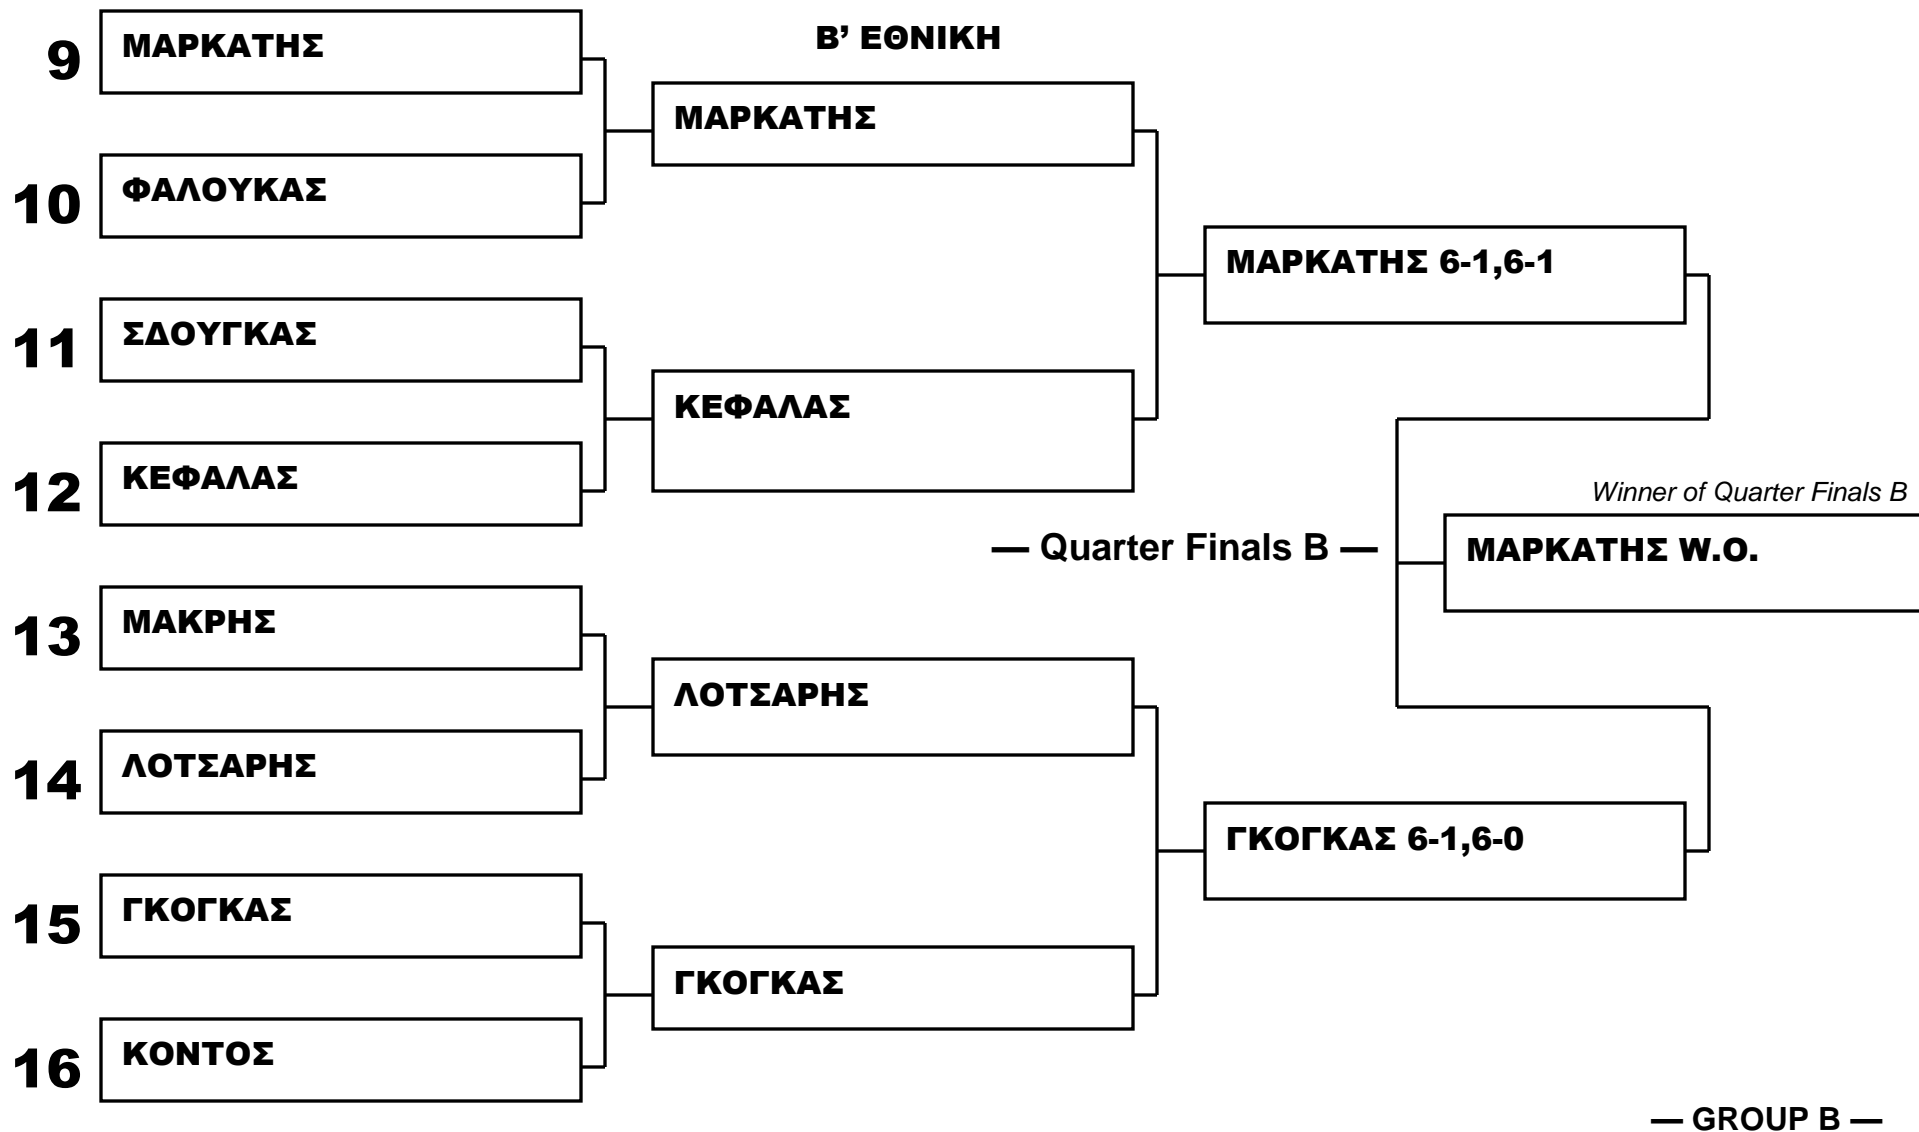 Β’ ΕΘΝΙΚΗ
9 ΜΑΡΚΑΤΗΣ
ΜΑΡΚΑΤΗΣ
10 ΦΑΛΟΥΚΑΣ
ΜΑΡΚΑΤΗΣ 6-1,6-1
11 ΣΔΟΥΓΚΑΣ
ΚΕΦΑΛΑΣ
12 ΚΕΦΑΛΑΣ
Winner of Quarter Finals B
— Quarter Finals B —
ΜΑΡΚΑΤΗΣ W.O.
13 ΜΑΚΡΗΣ
ΛΟΤΣΑΡΗΣ
14 ΛΟΤΣΑΡΗΣ
ΓΚΟΓΚΑΣ 6-1,6-0
15 ΓΚΟΓΚΑΣ
ΓΚΟΓΚΑΣ
16 ΚΟΝΤΟΣ
— GROUP B —